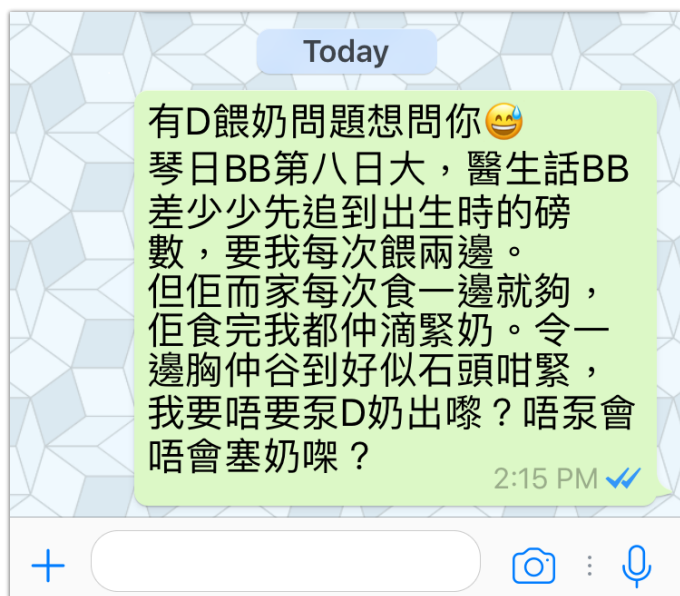 Today
有D餵奶問題想問你😅
琴日BB第八日大，醫生話BB
差少少先追到出生時的磅
數，要我每次餵兩邊。
但佢而家每次食一邊就夠，
佢食完我都仲滴緊奶。令一
邊胸仲谷到好似石頭咁緊，
我要唔要泵D奶出嚟？唔泵會
唔會塞奶㗎？
2:15 PM